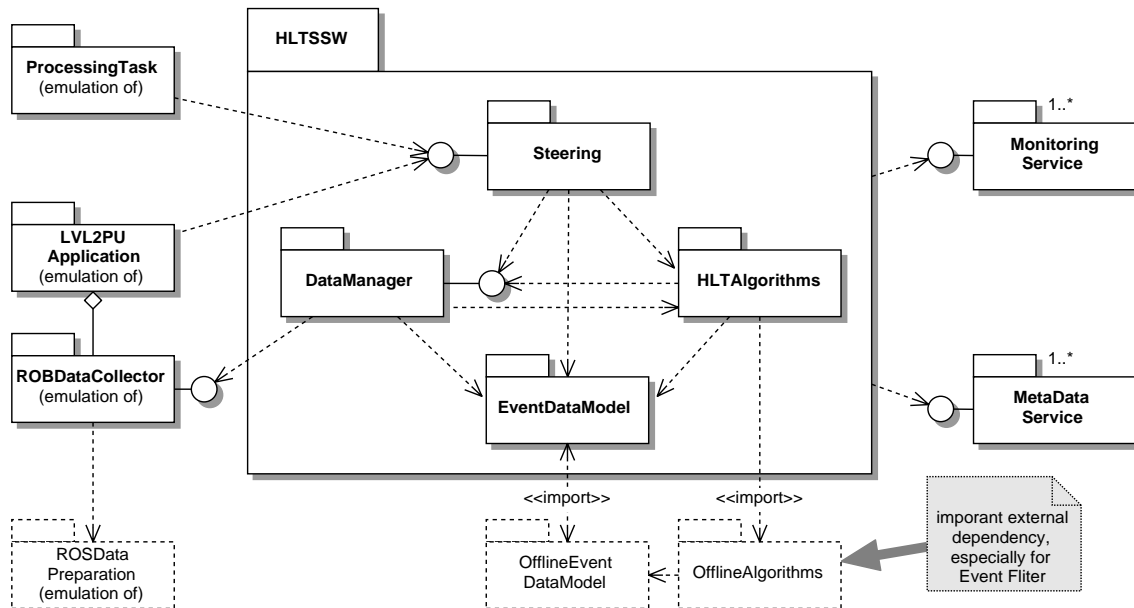 HLTSSW
ProcessingTask
(emulation of)
Steering
1..*
Monitoring
Service
LVL2PU
Application
(emulation of)
DataManager
HLTAlgorithms
ROBDataCollector
(emulation of)
EventDataModel
1..*
MetaData
Service
<<import>>
<<import>>
ROSData
Preparation
(emulation of)
OfflineEvent
DataModel
OfflineAlgorithms
imporant external
dependency,
especially for
Event Fliter